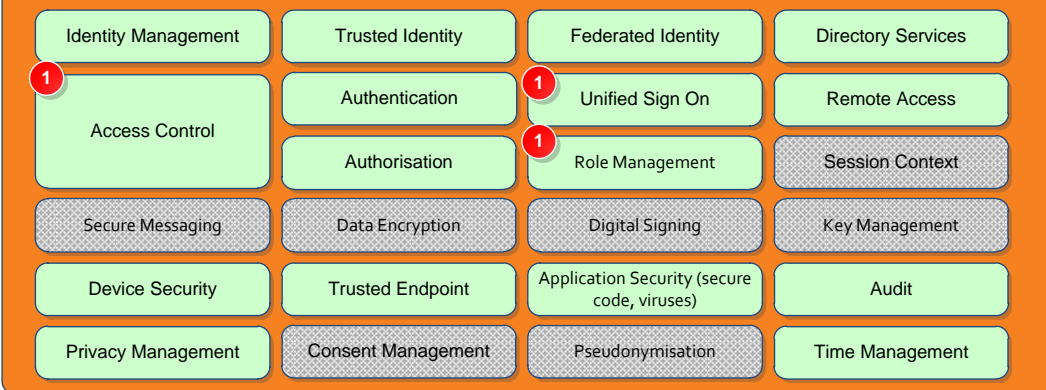 Identity Management
Trusted Identity
Federated Identity
Directory Services
1
Access Control
Authentication
1
Unified Sign On
Remote Access
Authorisation
1
Role Management
Session Context
Secure Messaging
Data Encryption
Digital Signing
Key Management
Device Security
Trusted Endpoint
Application Security (secure
code, viruses)
Audit
Privacy Management
Consent Management
Pseudonymisation
Time Management